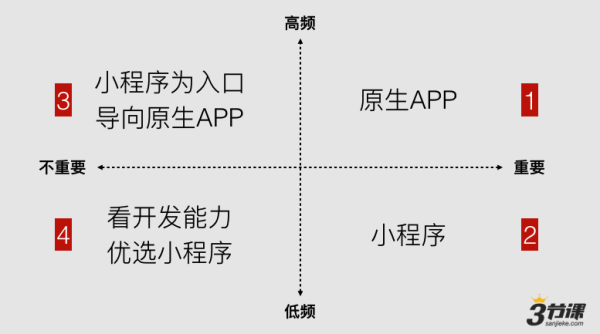 高频
3
小程序为入口
导向原生APP
原生APP
1
不重要
重要
4
看开发能力
优选小程序
小程序
2
低频
3节课
sanjieke.com